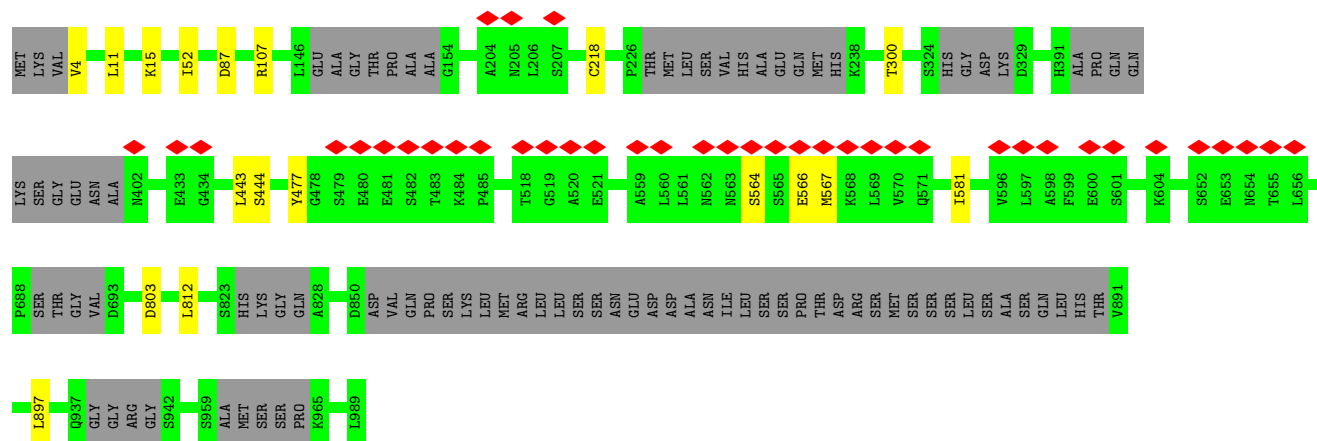 MET LYS VAL V4 L11 K15 I52 D87 R107 L146 GLU ALA GLY THR PRO ALA ALA G154 A204 N205 L206 S207 C218 P226 THR MET LEU SER VAL HIS ALA GLU GLN MET HIS K238 T300 S324 HIS GLY ASP LYS D329 H391 ALA PRO GLN GLN
LYS SER GLY GLU ASN ALA N402 E433 G434 L443 S444 Y477 G478 S479 E480 E481 S482 T483 K484 P485 T518 G519 A520 E521 A559 L560 L561 N562 N563 S564 S565 E566 M567 K568 L569 V570 Q571 I581 V596 L597 A598 F599 E600 S601 K604 S652 E653 N654 T655 L656
P688 SER THR GLY VAL D693 D803 L812 S823 HIS LYS GLY GLN A828 D850 ASP VAL GLN PRO SER LYS LEU MET ARG LEU LEU SER SER ASN GLU ASP ASP ALA ASN ILE LEU SER SER PRO THR ASP ARG SER MET SER SER SER SER LEU SER ALA SER GLN LEU HIS THR V891
L897 Q937 GLY GLY ARG GLY S942 S959 ALA MET SER SER PRO K965 L989